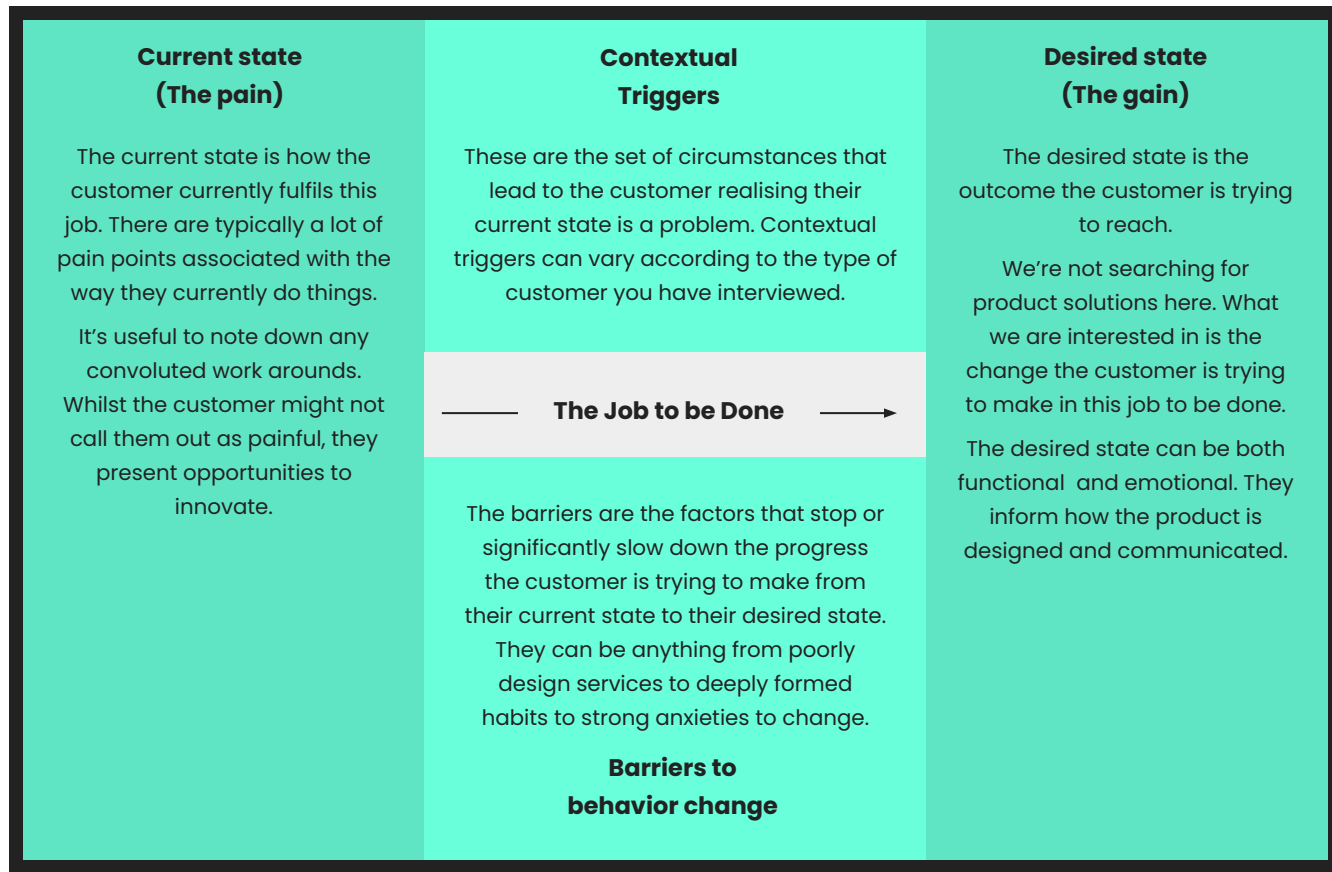 Current state
(The pain)
The current state is how the
customer currently fulfils this
job. There are typically a lot of
pain points associated with the
way they currently do things.
It’s useful to note down any
convoluted work arounds.
Whilst the customer might not
call them out as painful, they
present opportunities to
innovate.
Contextual
Triggers
These are the set of circumstances that
lead to the customer realising their
current state is a problem. Contextual
triggers can vary according to the type of
customer you have interviewed.
The Job to be Done
The barriers are the factors that stop or
significantly slow down the progress
the customer is trying to make from
their current state to their desired state.
They can be anything from poorly
design services to deeply formed
habits to strong anxieties to change.
Barriers to
behavior change
Desired state
(The gain)
The desired state is the
outcome the customer is trying
to reach.
We’re not searching for
product solutions here. What
we are interested in is the
change the customer is trying
to make in this job to be done.
The desired state can be both
functional  and emotional. They
inform how the product is
designed and communicated.